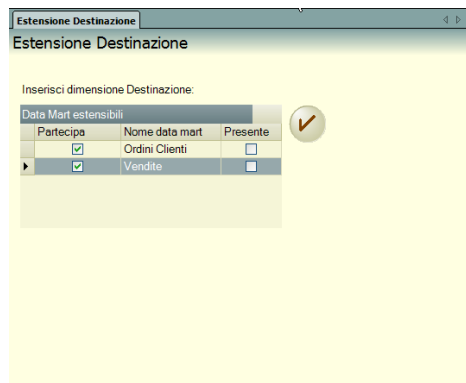 Estensione Destinazione
Estensione Destinazione
Inserisci dimensione Destinazione:
Data Mart estensibili
Partecipa Nome data mart Presente
Ordini Clienti
Vendite